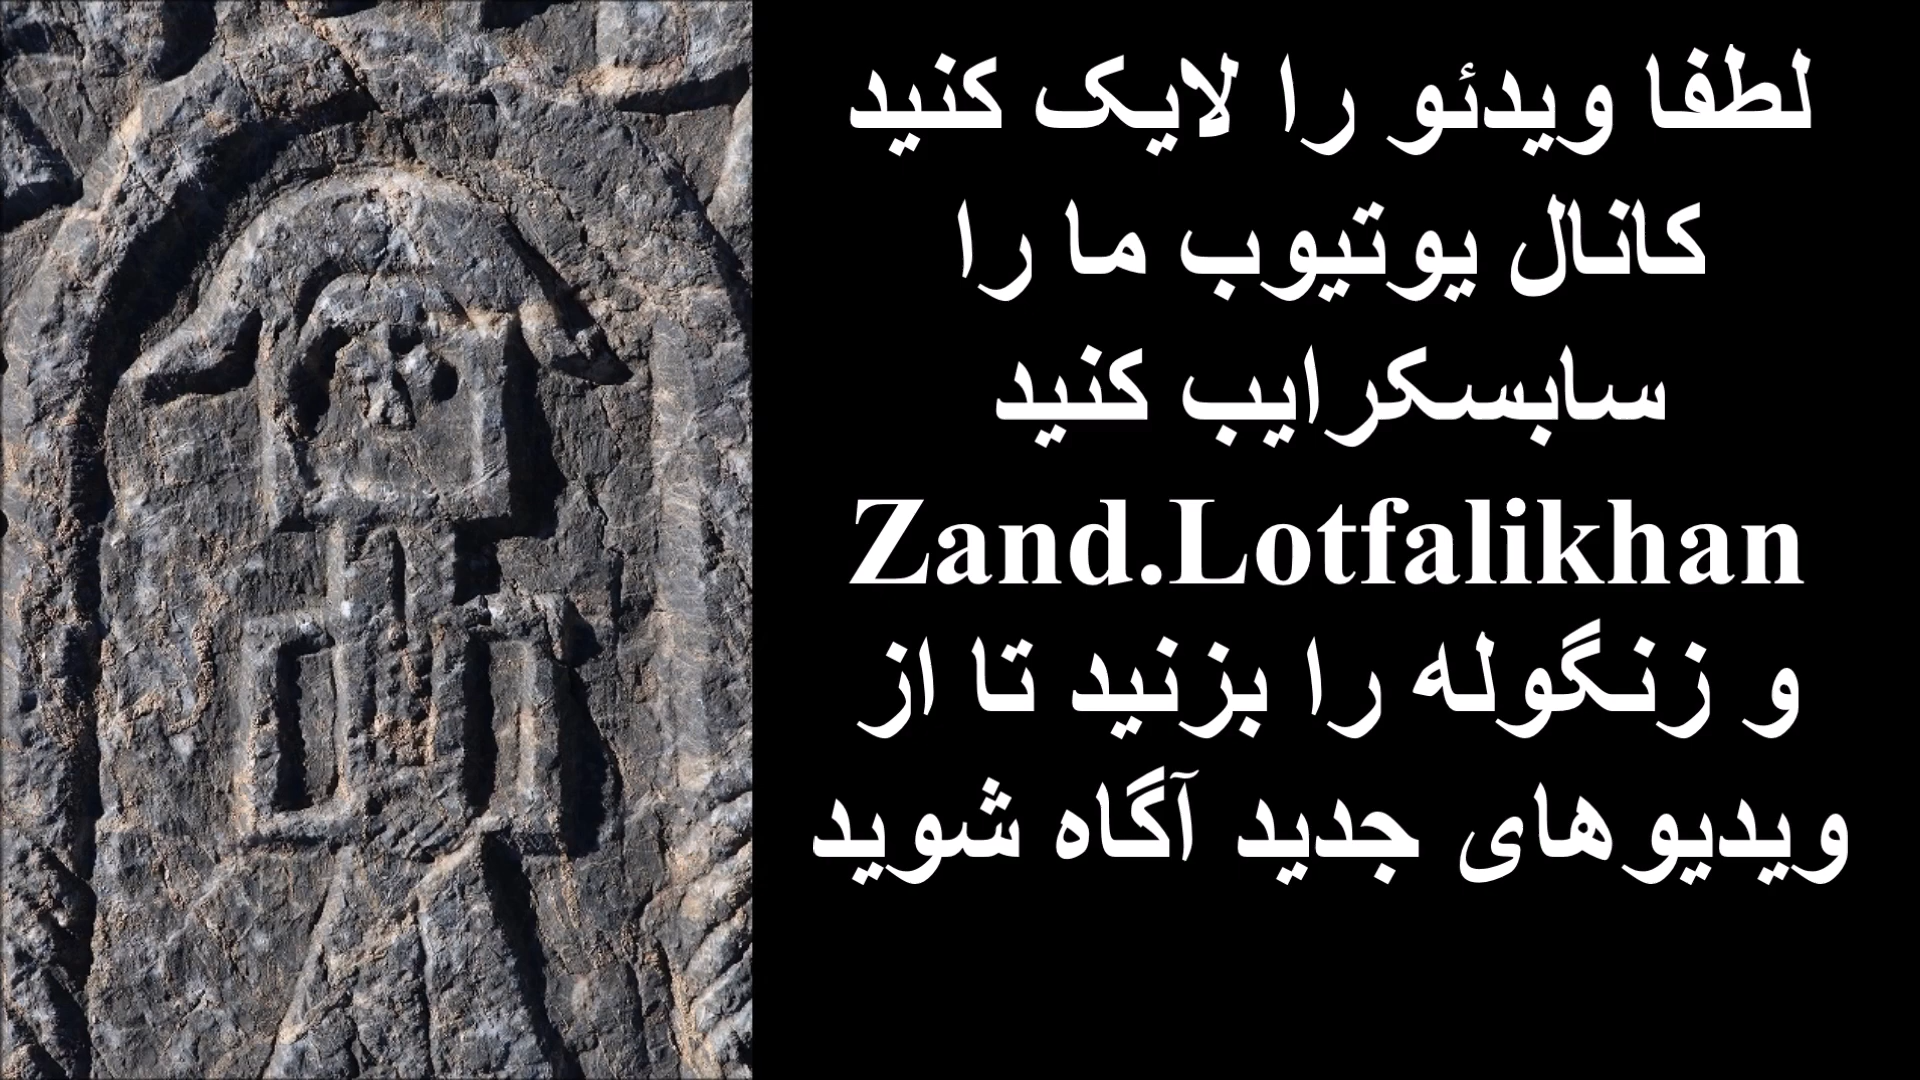 لطفا ویدئو را لایک کنید
کانال یوتیوب ما را
سابسکرایب کنید
Zand.Lotfalikhan
و زنگوله را بزنید تا از
ویدیوهای جدید آگاه شوید